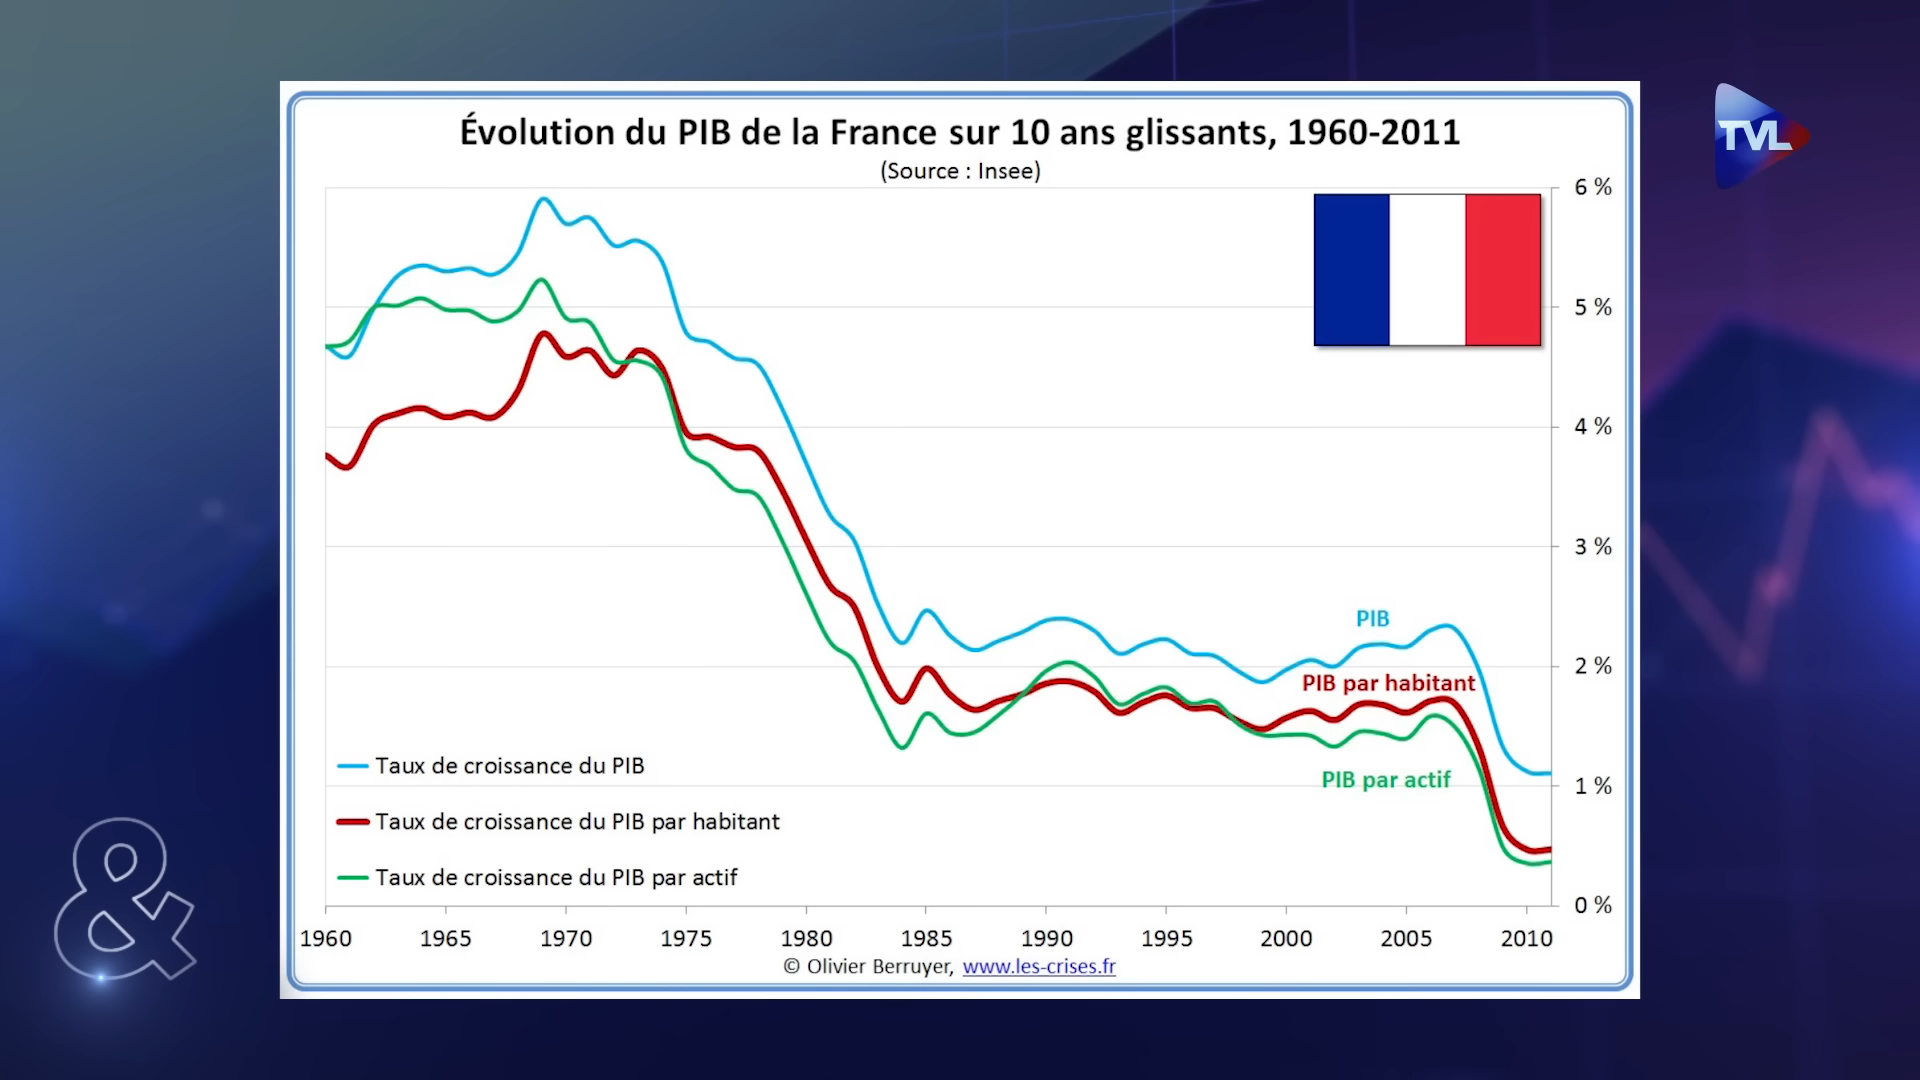 Évolution du PIB de la France sur 10 ans glissants, 1960-2011
(Source : Insee)
TVL
6 %
5 %
4 %
3 %
2 %
1 %
0 %
PIB
PIB par habitant
PIB par actif
Taux de croissance du PIB
Taux de croissance du PIB par habitant
Taux de croissance du PIB par actif
1960 1965 1970 1975 1980 1985 1990 1995 2000 2005 2010
© Olivier Berruyer, www.les-crises.fr
&